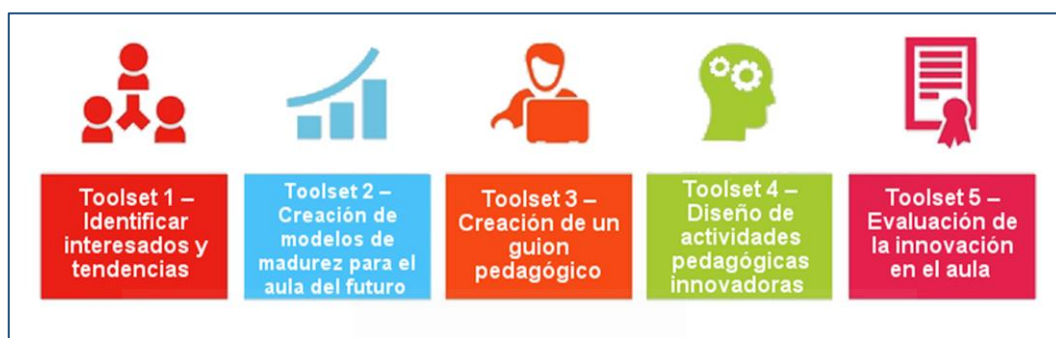 Toolset 1 –
Identificar
interesados y
tendencias
Toolset 2 –
Creación de
modelos de
madurez para el
aula del futuro
Toolset 3 –
Creación de un
guion
pedagógico
Toolset 4 –
Diseño de
actividades
pedagógicas
innovadoras
Toolset 5 –
Evaluación de
la innovación
en el aula